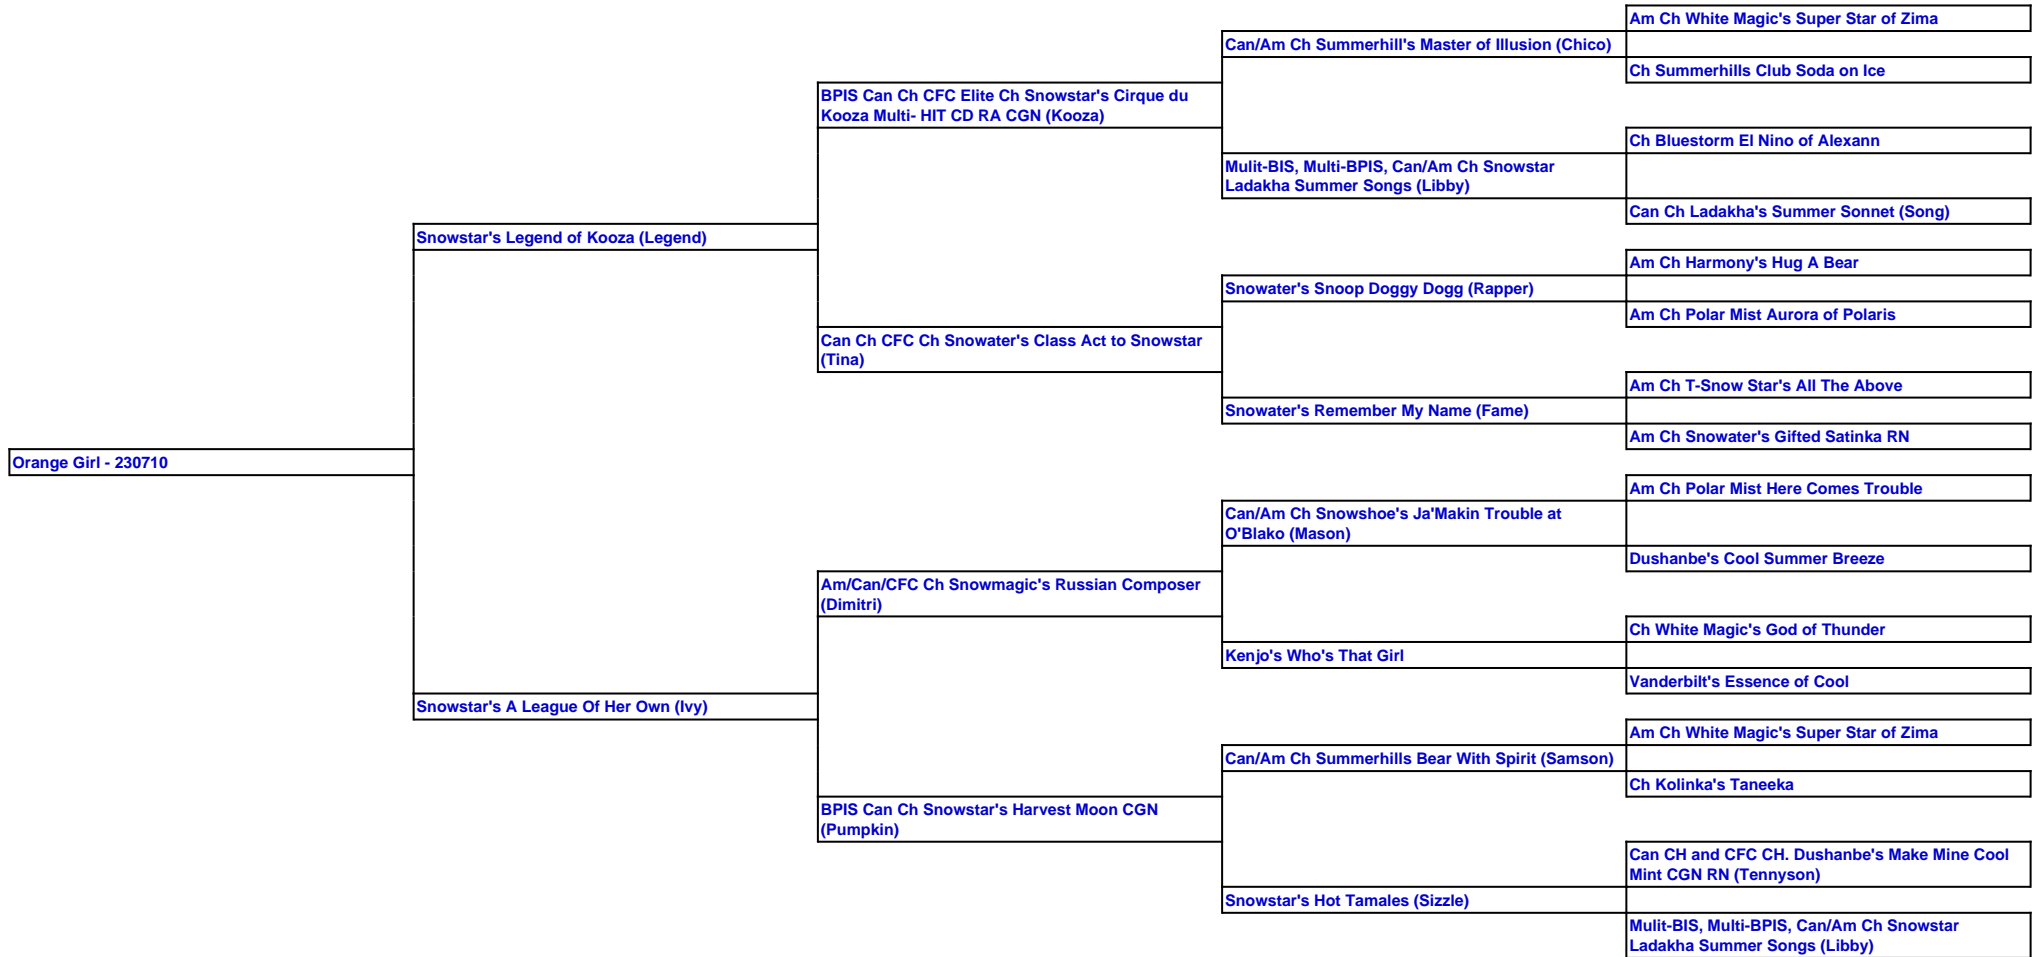 Am Ch White Magic's Super Star of Zima
Can/Am Ch Summerhill's Master of Illusion (Chico)
Ch Summerhills Club Soda on Ice
BPIS Can Ch CFC Elite Ch Snowstar's Cirque du
Kooza Multi- HIT CD RA CGN (Kooza)
Ch Bluestorm El Nino of Alexann
Mulit-BIS, Multi-BPIS, Can/Am Ch Snowstar
Ladakha Summer Songs (Libby)
Can Ch Ladakha's Summer Sonnet (Song)
Snowstar's Legend of Kooza (Legend)
Am Ch Harmony's Hug A Bear
Snowater's Snoop Doggy Dogg (Rapper)
Am Ch Polar Mist Aurora of Polaris
Can Ch CFC Ch Snowater's Class Act to Snowstar
(Tina)
Am Ch T-Snow Star's All The Above
Snowater's Remember My Name (Fame)
Am Ch Snowater's Gifted Satinka RN
Orange Girl - 230710
Am Ch Polar Mist Here Comes Trouble
Can/Am Ch Snowshoe's Ja'Makin Trouble at
O'Blako (Mason)
Dushanbe's Cool Summer Breeze
Am/Can/CFC Ch Snowmagic's Russian Composer
(Dimitri)
Ch White Magic's God of Thunder
Kenjo's Who's That Girl
Vanderbilt's Essence of Cool
Snowstar's A League Of Her Own (Ivy)
Am Ch White Magic's Super Star of Zima
Can/Am Ch Summerhills Bear With Spirit (Samson)
Ch Kolinka's Taneeka
BPIS Can Ch Snowstar's Harvest Moon CGN
(Pumpkin)
Can CH and CFC CH. Dushanbe's Make Mine Cool
Mint CGN RN (Tennyson)
Snowstar's Hot Tamales (Sizzle)
Mulit-BIS, Multi-BPIS, Can/Am Ch Snowstar
Ladakha Summer Songs (Libby)